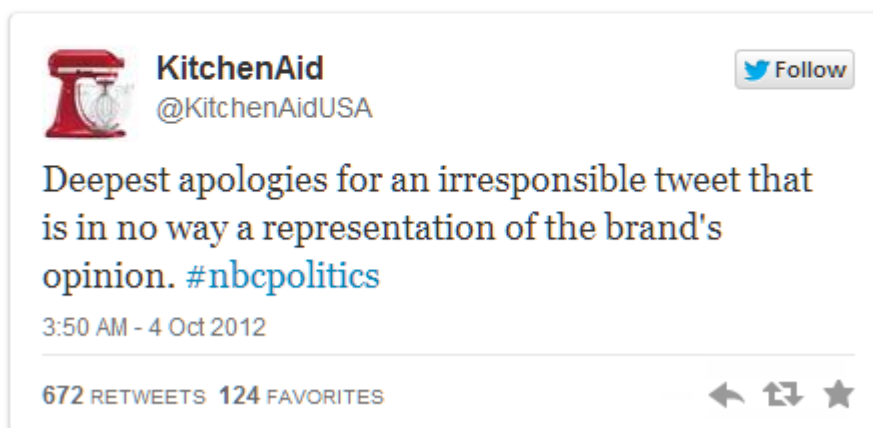 KitchenAid
Follow
@KitchenAidUSA
Deepest apologies for an irresponsible tweet that
is in no way a representation of the brand's
opinion. #nbcpolitics
3:50 AM - 4 Oct 2012
672 RETWEETS 124 FAVORITES